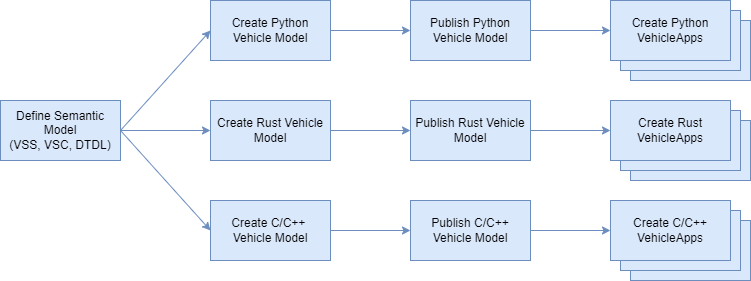 Create Python
Vehicle Model
Publish Python
Vehicle Model
Create Python
VehicleApps
Define Semantic
Model
(VSS, VSC, DTDL)
Create Rust Vehicle
Model
Publish Rust Vehicle
Model
Create Rust
VehicleApps
Create C/C++
Vehicle Model
Publish C/C++
Vehicle Model
Create C/C++
VehicleApps